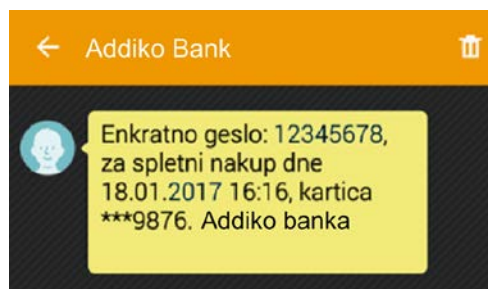 Addiko Bank
Enkratno geslo: 12345678,
za spletni nakup dne
18.01.2017 16:16, kartica
***9876. Addiko banka